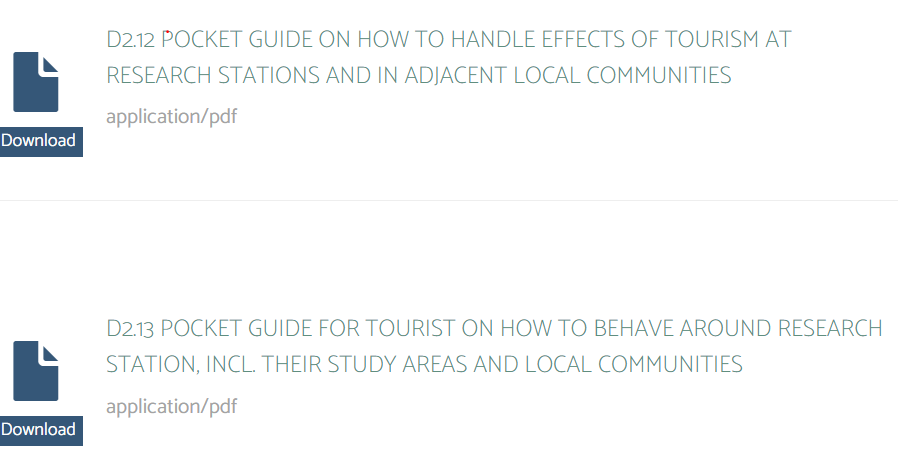 D2.12 POCKET GUIDE ON HOW TO HANDLE EFFECTS OF TOURISM AT
RESEARCH STATIONS AND IN ADJACENT LOCAL COMMUNITIES
application/pdf
Download
D2.13 POCKET GUIDE FOR TOURIST ON HOW TO BEHAVE AROUND RESEARCH
STATION, INCL. THEIR STUDY AREAS AND LOCAL COMMUNITIES
application/pdf
Download